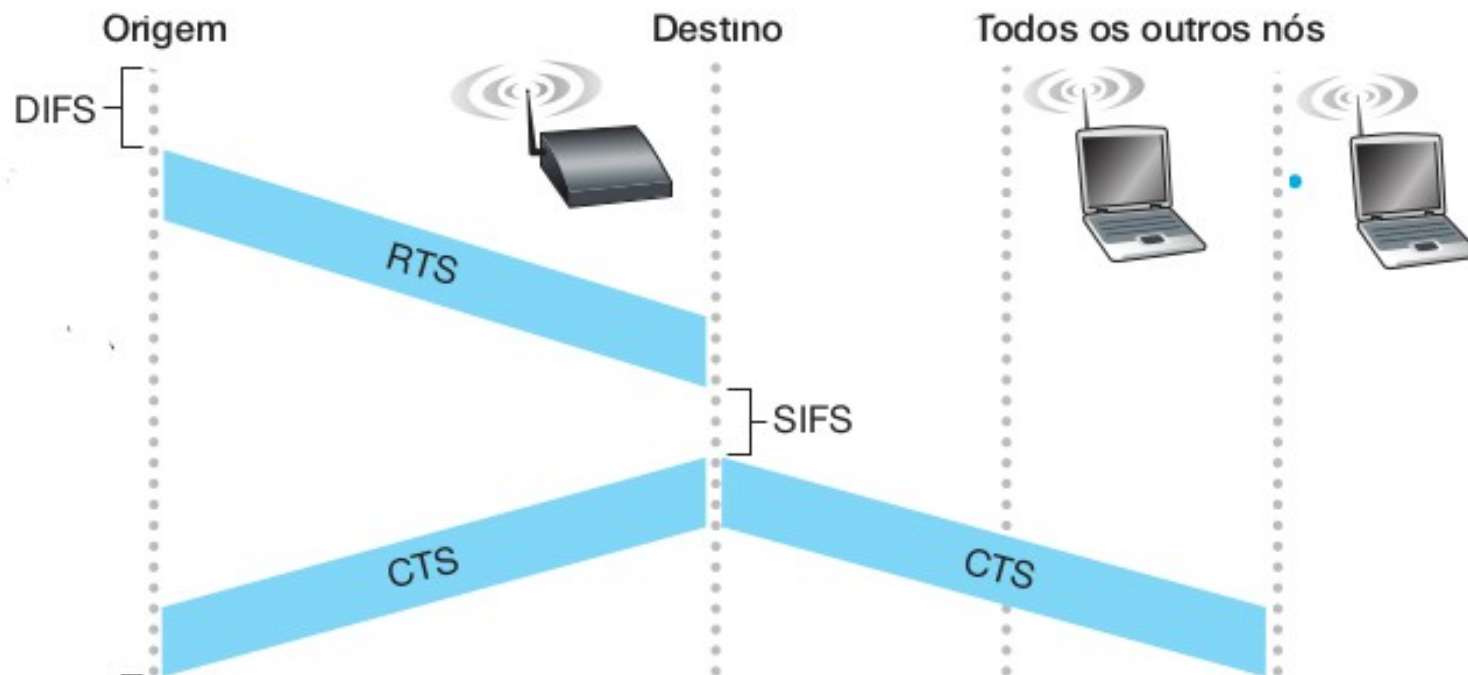 Origem
Destino
Todos os outros nós
DIFS
RTS
SIFS
CTS
CTS